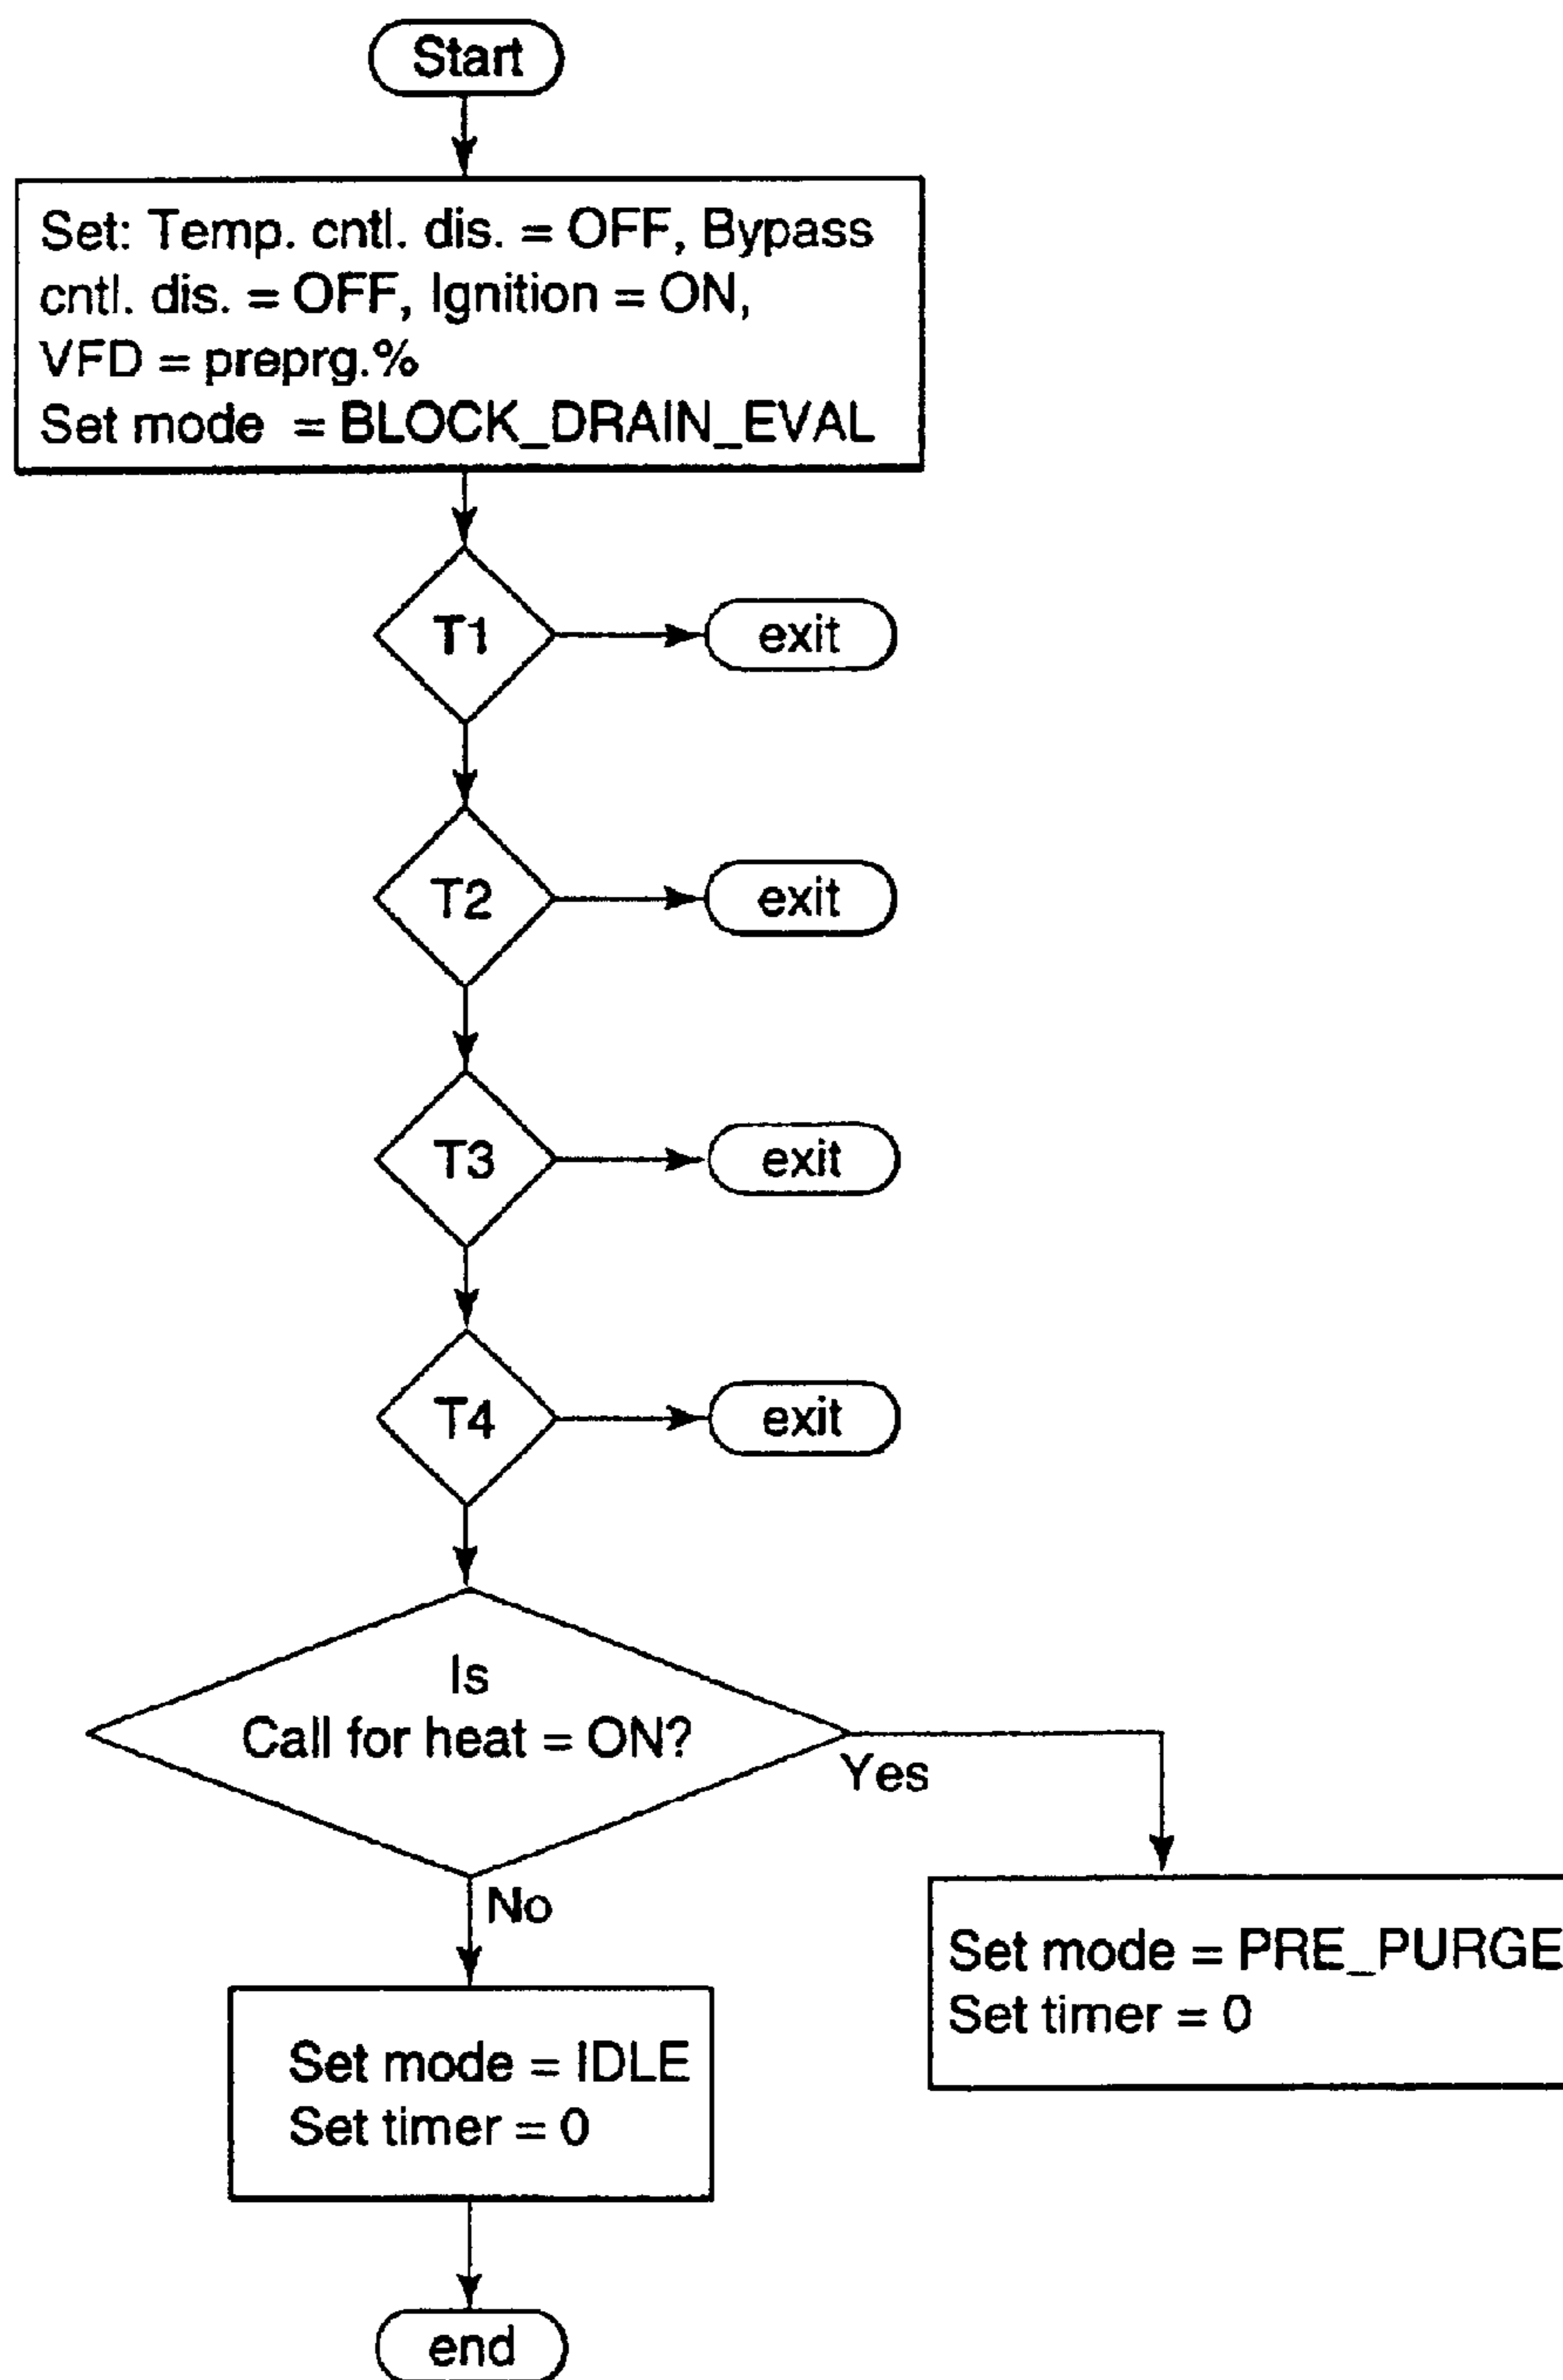 Start
Set: Temp. cntl. dis. = OFF, Bypass
cntl. dis. = OFF, Ignition = ON,
VFD = preprg.%
Set mode = BLOCK_DRAIN_EVAL
T1
exit
T2
exit
T3
exit
T4
exit
Is
Call for heat = ON?
Yes
No
Set mode = PRE_PURGE
Set timer = 0
Set mode = IDLE
Set timer = 0
end